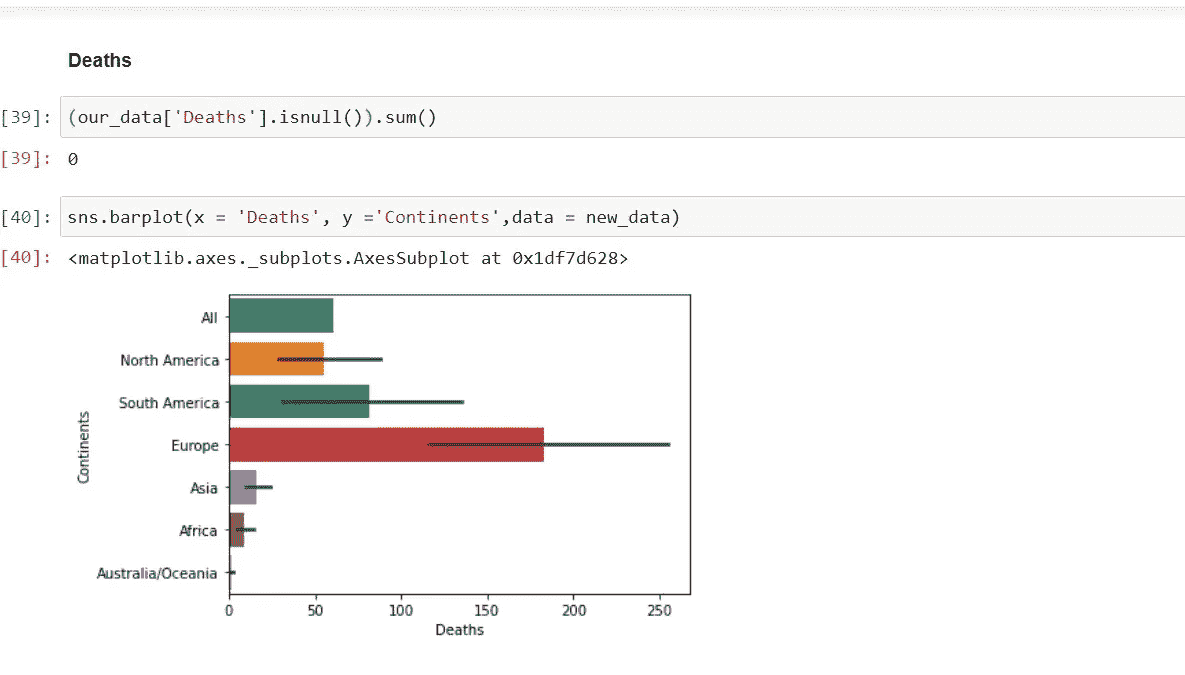 Deaths
[39]: (our_data['Deaths'].isnull()).sum()
[39]: 0
[40]: sns.barplot(x = 'Deaths', y ='Continents',data = new_data)
[40]: <matplotlib.axes._subplots.AxesSubplot at 0x1df7d628>
All
North America
South America
Europe
Asia
Africa
Australia/Oceania
Continents
0 50 100 150 200 250
Deaths